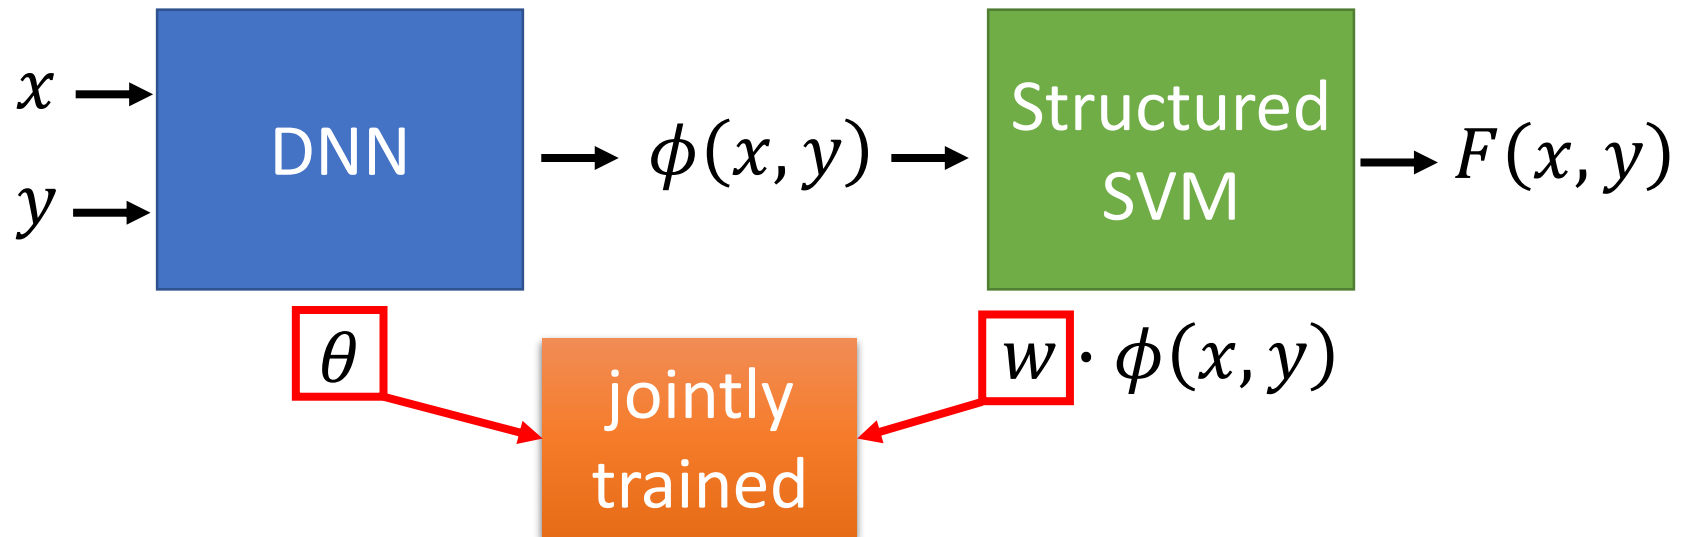 x
y
DNN
ϕ(x, y)
Structured
SVM
F(x, y)
θ
w · ϕ(x, y)
jointly
trained